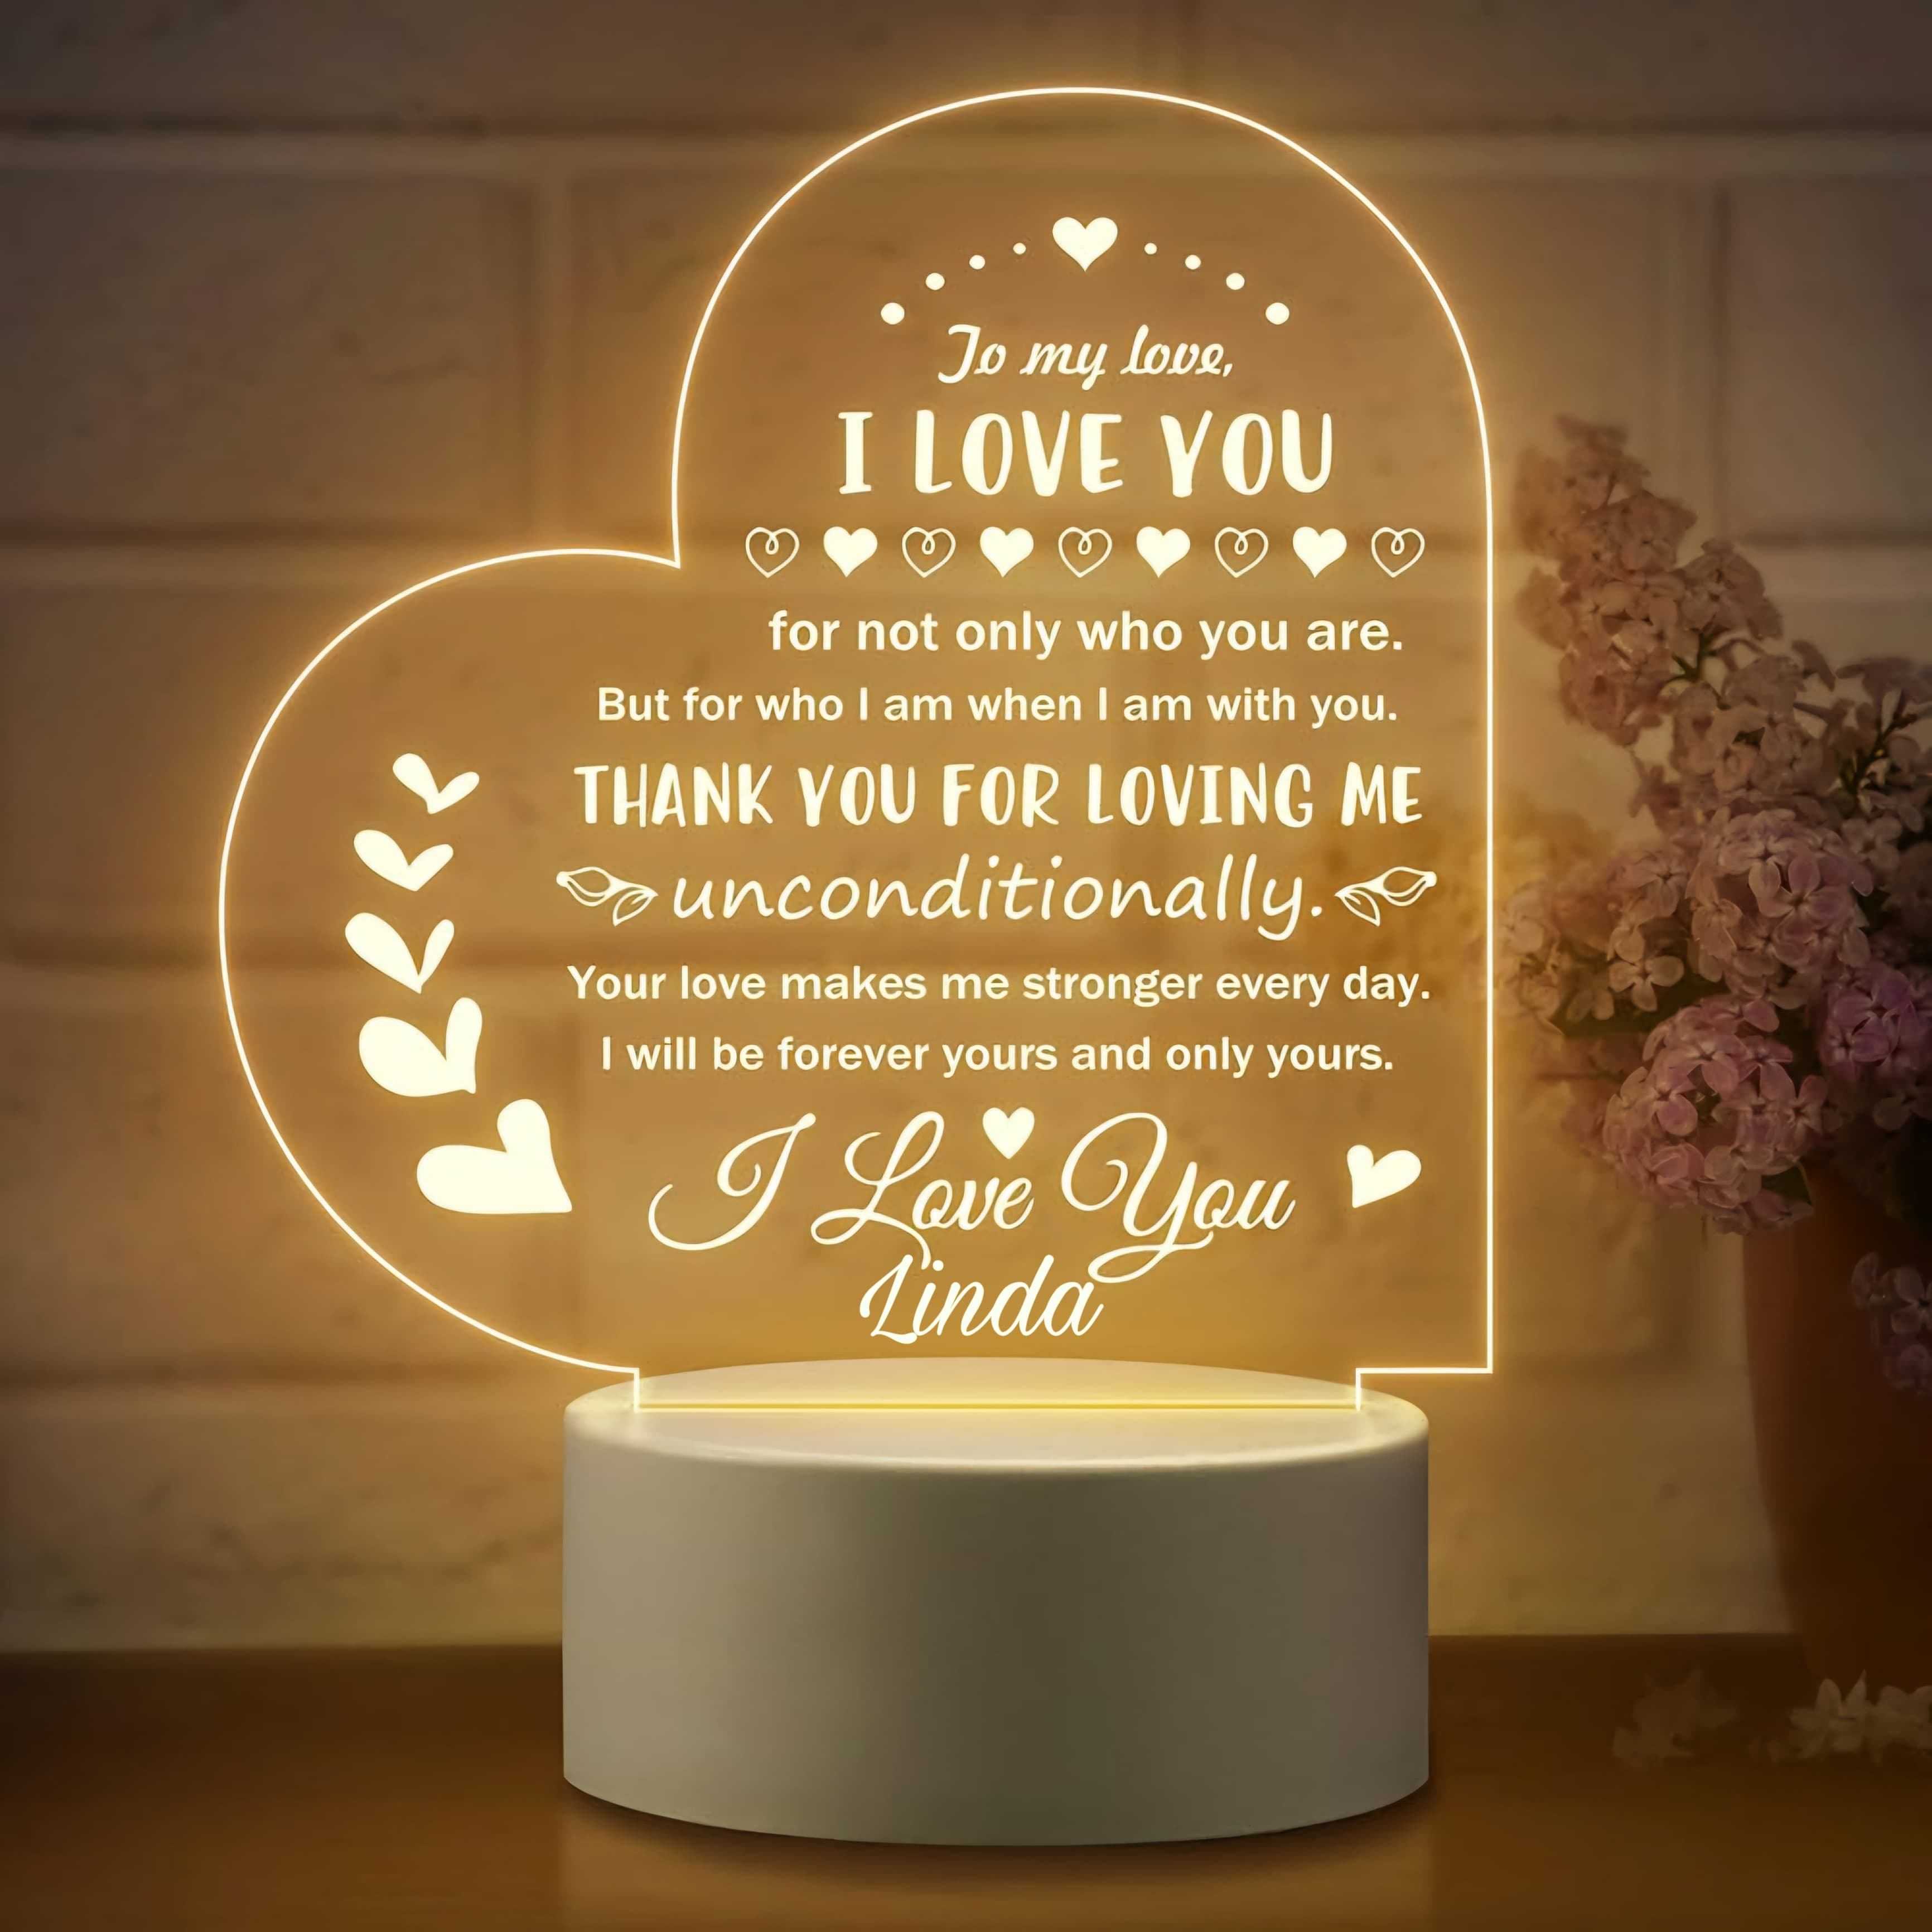 To my love,
I LOVE YOU
for not only who you are.
But for who I am when I am with you.
THANK YOU FOR LOVING ME
unconditionally.
Your love makes me stronger every day.
I will be forever yours and only yours.
I Love You
Linda